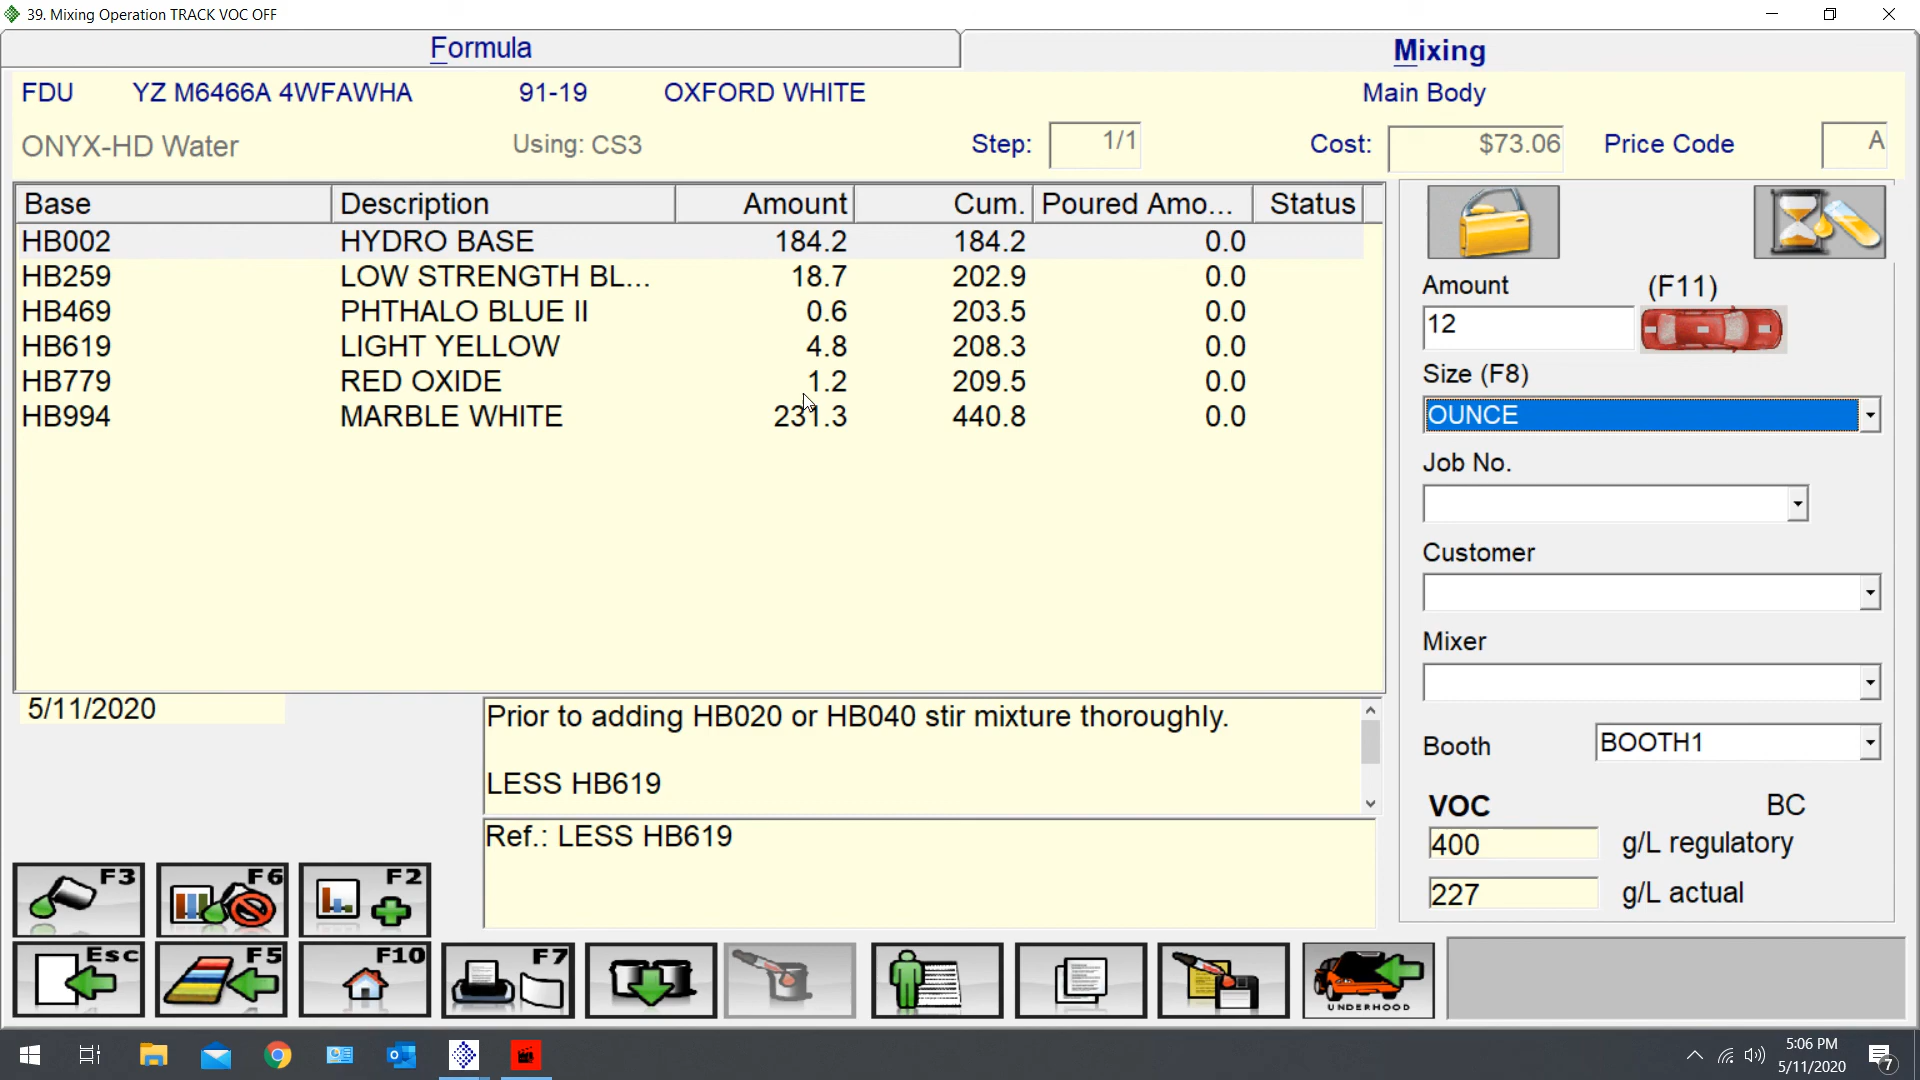 39. Mixing Operation TRACK VOC OFF
Formula
Mixing
FDU YZ M6466A 4WFAWHA 91-19 OXFORD WHITE Main Body
ONYX-HD Water Using: CS3 Step: 1/1 Cost: $73.06 Price Code A
Base Description Amount Cum. Poured Amo... Status
HB002 HYDRO BASE 184.2 184.2 0.0
HB259 LOW STRENGTH BL... 18.7 202.9 0.0
HB469 PHTHALO BLUE II 0.6 203.5 0.0
HB619 LIGHT YELLOW 4.8 208.3 0.0
HB779 RED OXIDE 1.2 209.5 0.0
HB994 MARBLE WHITE 231.3 440.8 0.0
Amount (F11)
12
Size (F8)
OUNCE
Job No.
Customer
Mixer
Booth BOOTH1
VOC BC
400 g/L regulatory
227 g/L actual
5/11/2020
Prior to adding HB020 or HB040 stir mixture thoroughly.
LESS HB619
Ref.: LESS HB619
F3 F6 F2
Esc F5 F10 F7
UNDERHOOD
5:06 PM
5/11/2020
7